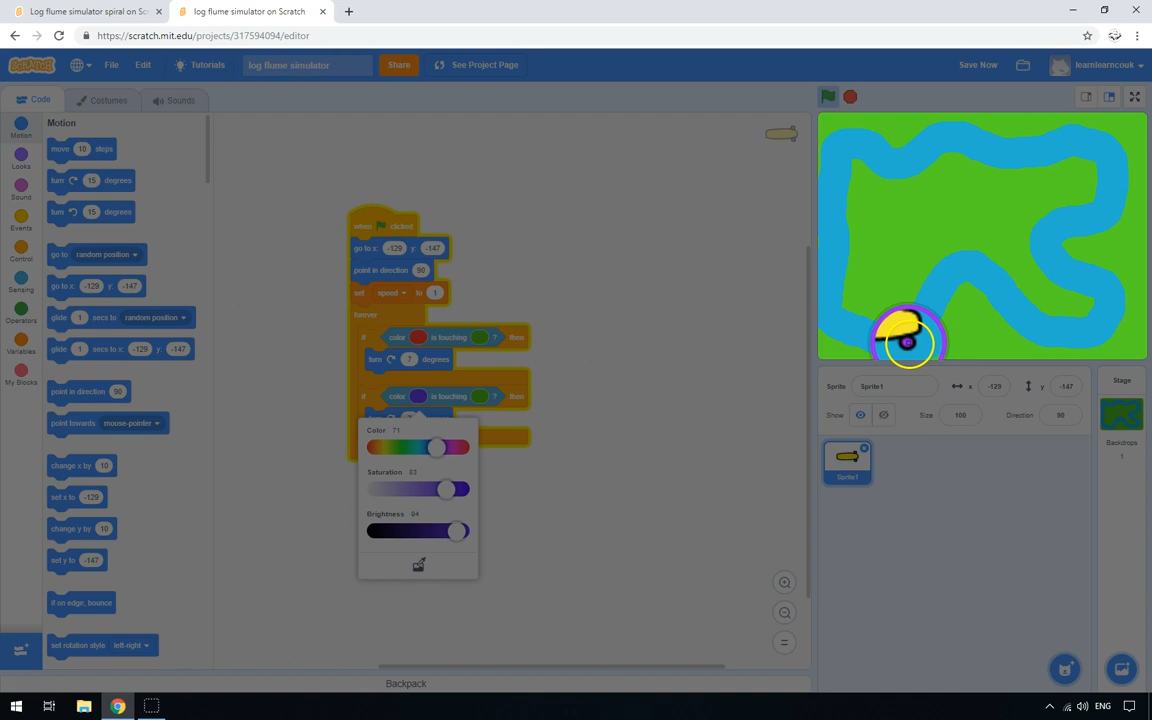 Log flume simulator spiral on Sc
log flume simulator on Scratch
https://scratch.mit.edu/projects/317594094/editor
SCRATCH
File
Edit
Tutorials
log flume simulator
Share
See Project Page
Save Now
learnlearncouk
Code
Costumes
Sounds
Motion
Looks
Sound
Events
Control
Sensing
Operators
Variables
My Blocks
Motion
move 10 steps
turn 15 degrees
turn 15 degrees
go to random position
go to x: -129 y: -147
glide 1 secs to random position
glide 1 secs to x: -129 y: -147
point in direction 90
point towards mouse-pointer
change x by 10
set x to -129
change y by 10
set y to -147
if on edge, bounce
set rotation style left-right
when clicked
go to x: -129 y: -147
point in direction 90
set speed to 1
forever
if color is touching ? then
turn 7 degrees
if color is touching ? then
Color 71
Saturation 83
Brightness 94
Backpack
Sprite Sprite1 x -129 y -147
Show Size 100 Direction 90
Sprite1
Stage
Backdrops
1
ENG